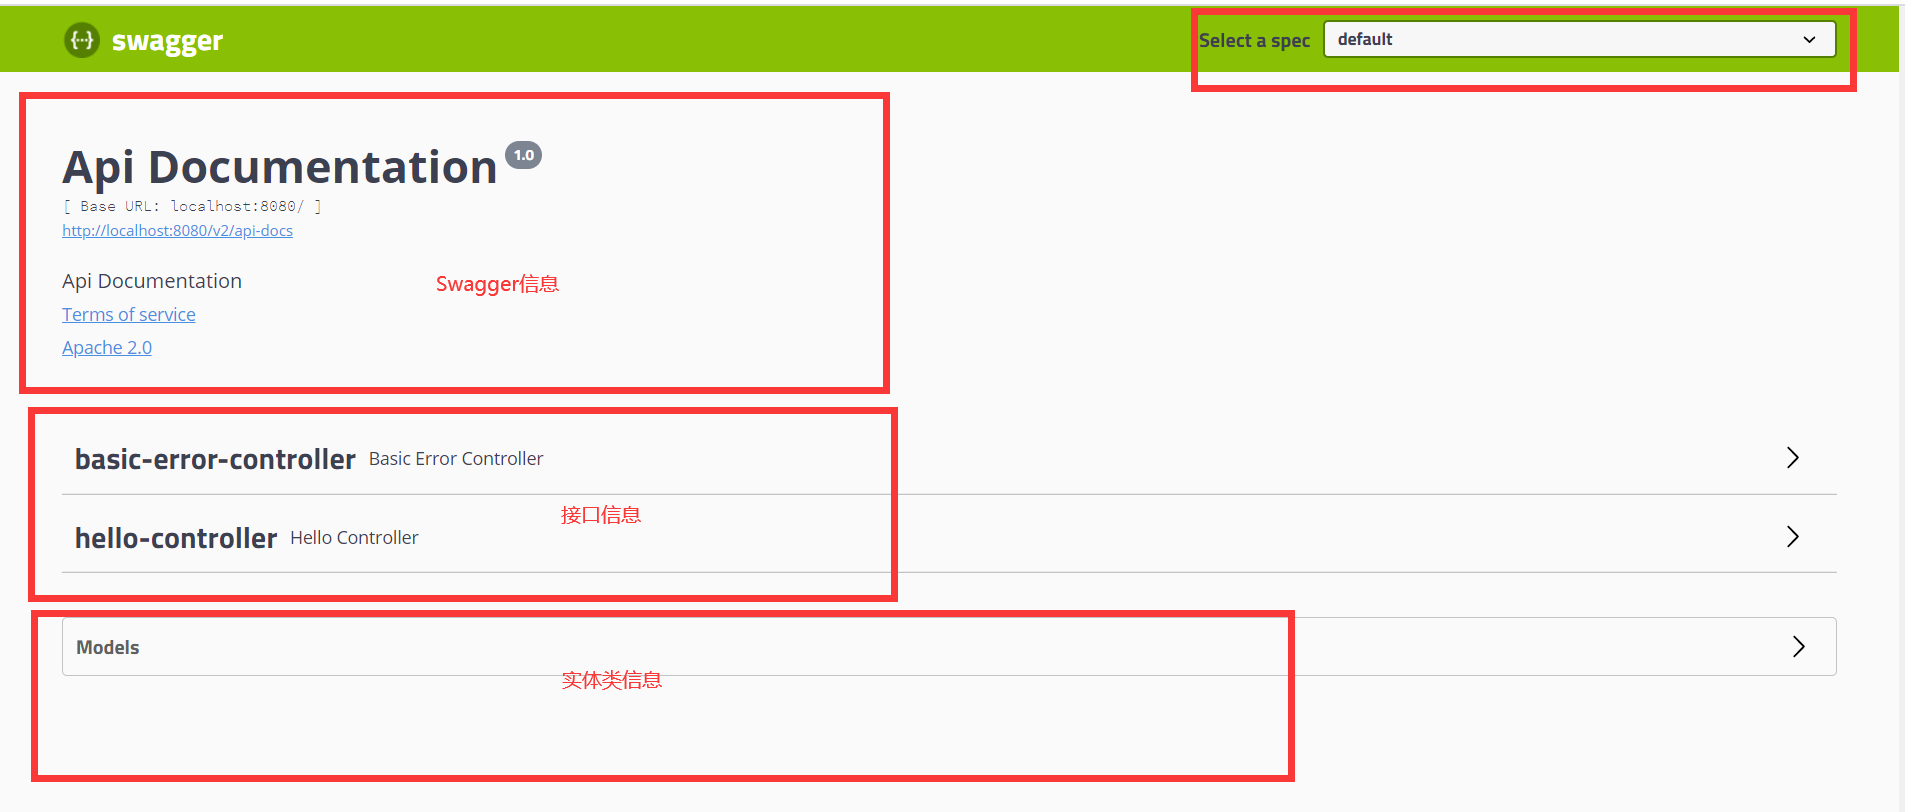 swagger
Select a spec default
Api Documentation 1.0
[ Base URL: localhost:8080/ ]
http://localhost:8080/v2/api-docs
Api Documentation
Swagger信息
Terms of service
Apache 2.0
basic-error-controller Basic Error Controller
接口信息
hello-controller Hello Controller
Models
实体类信息